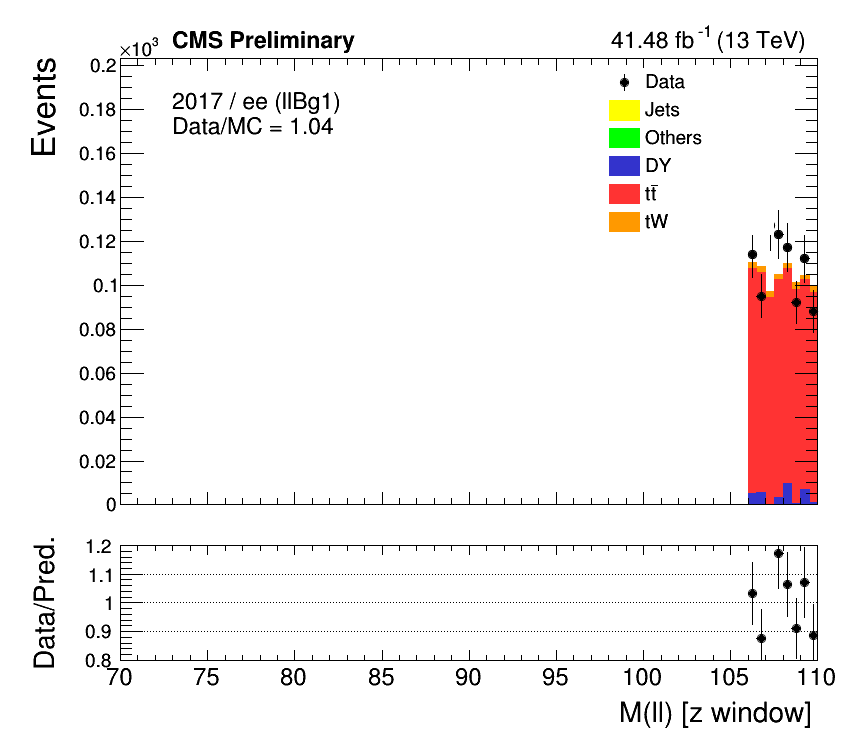 ×10³ CMS Preliminary 41.48 fb⁻¹ (13 TeV)
Events
0.2
0.18
0.16
0.14
0.12
0.1
0.08
0.06
0.04
0.02
0
2017 / ee (llBg1)
Data/MC = 1.04
Data
Jets
Others
DY
tt̄
tW
Data/Pred.
1.2
1.1
1
0.9
0.8
70 75 80 85 90 95 100 105 110
M(ll) [z window]